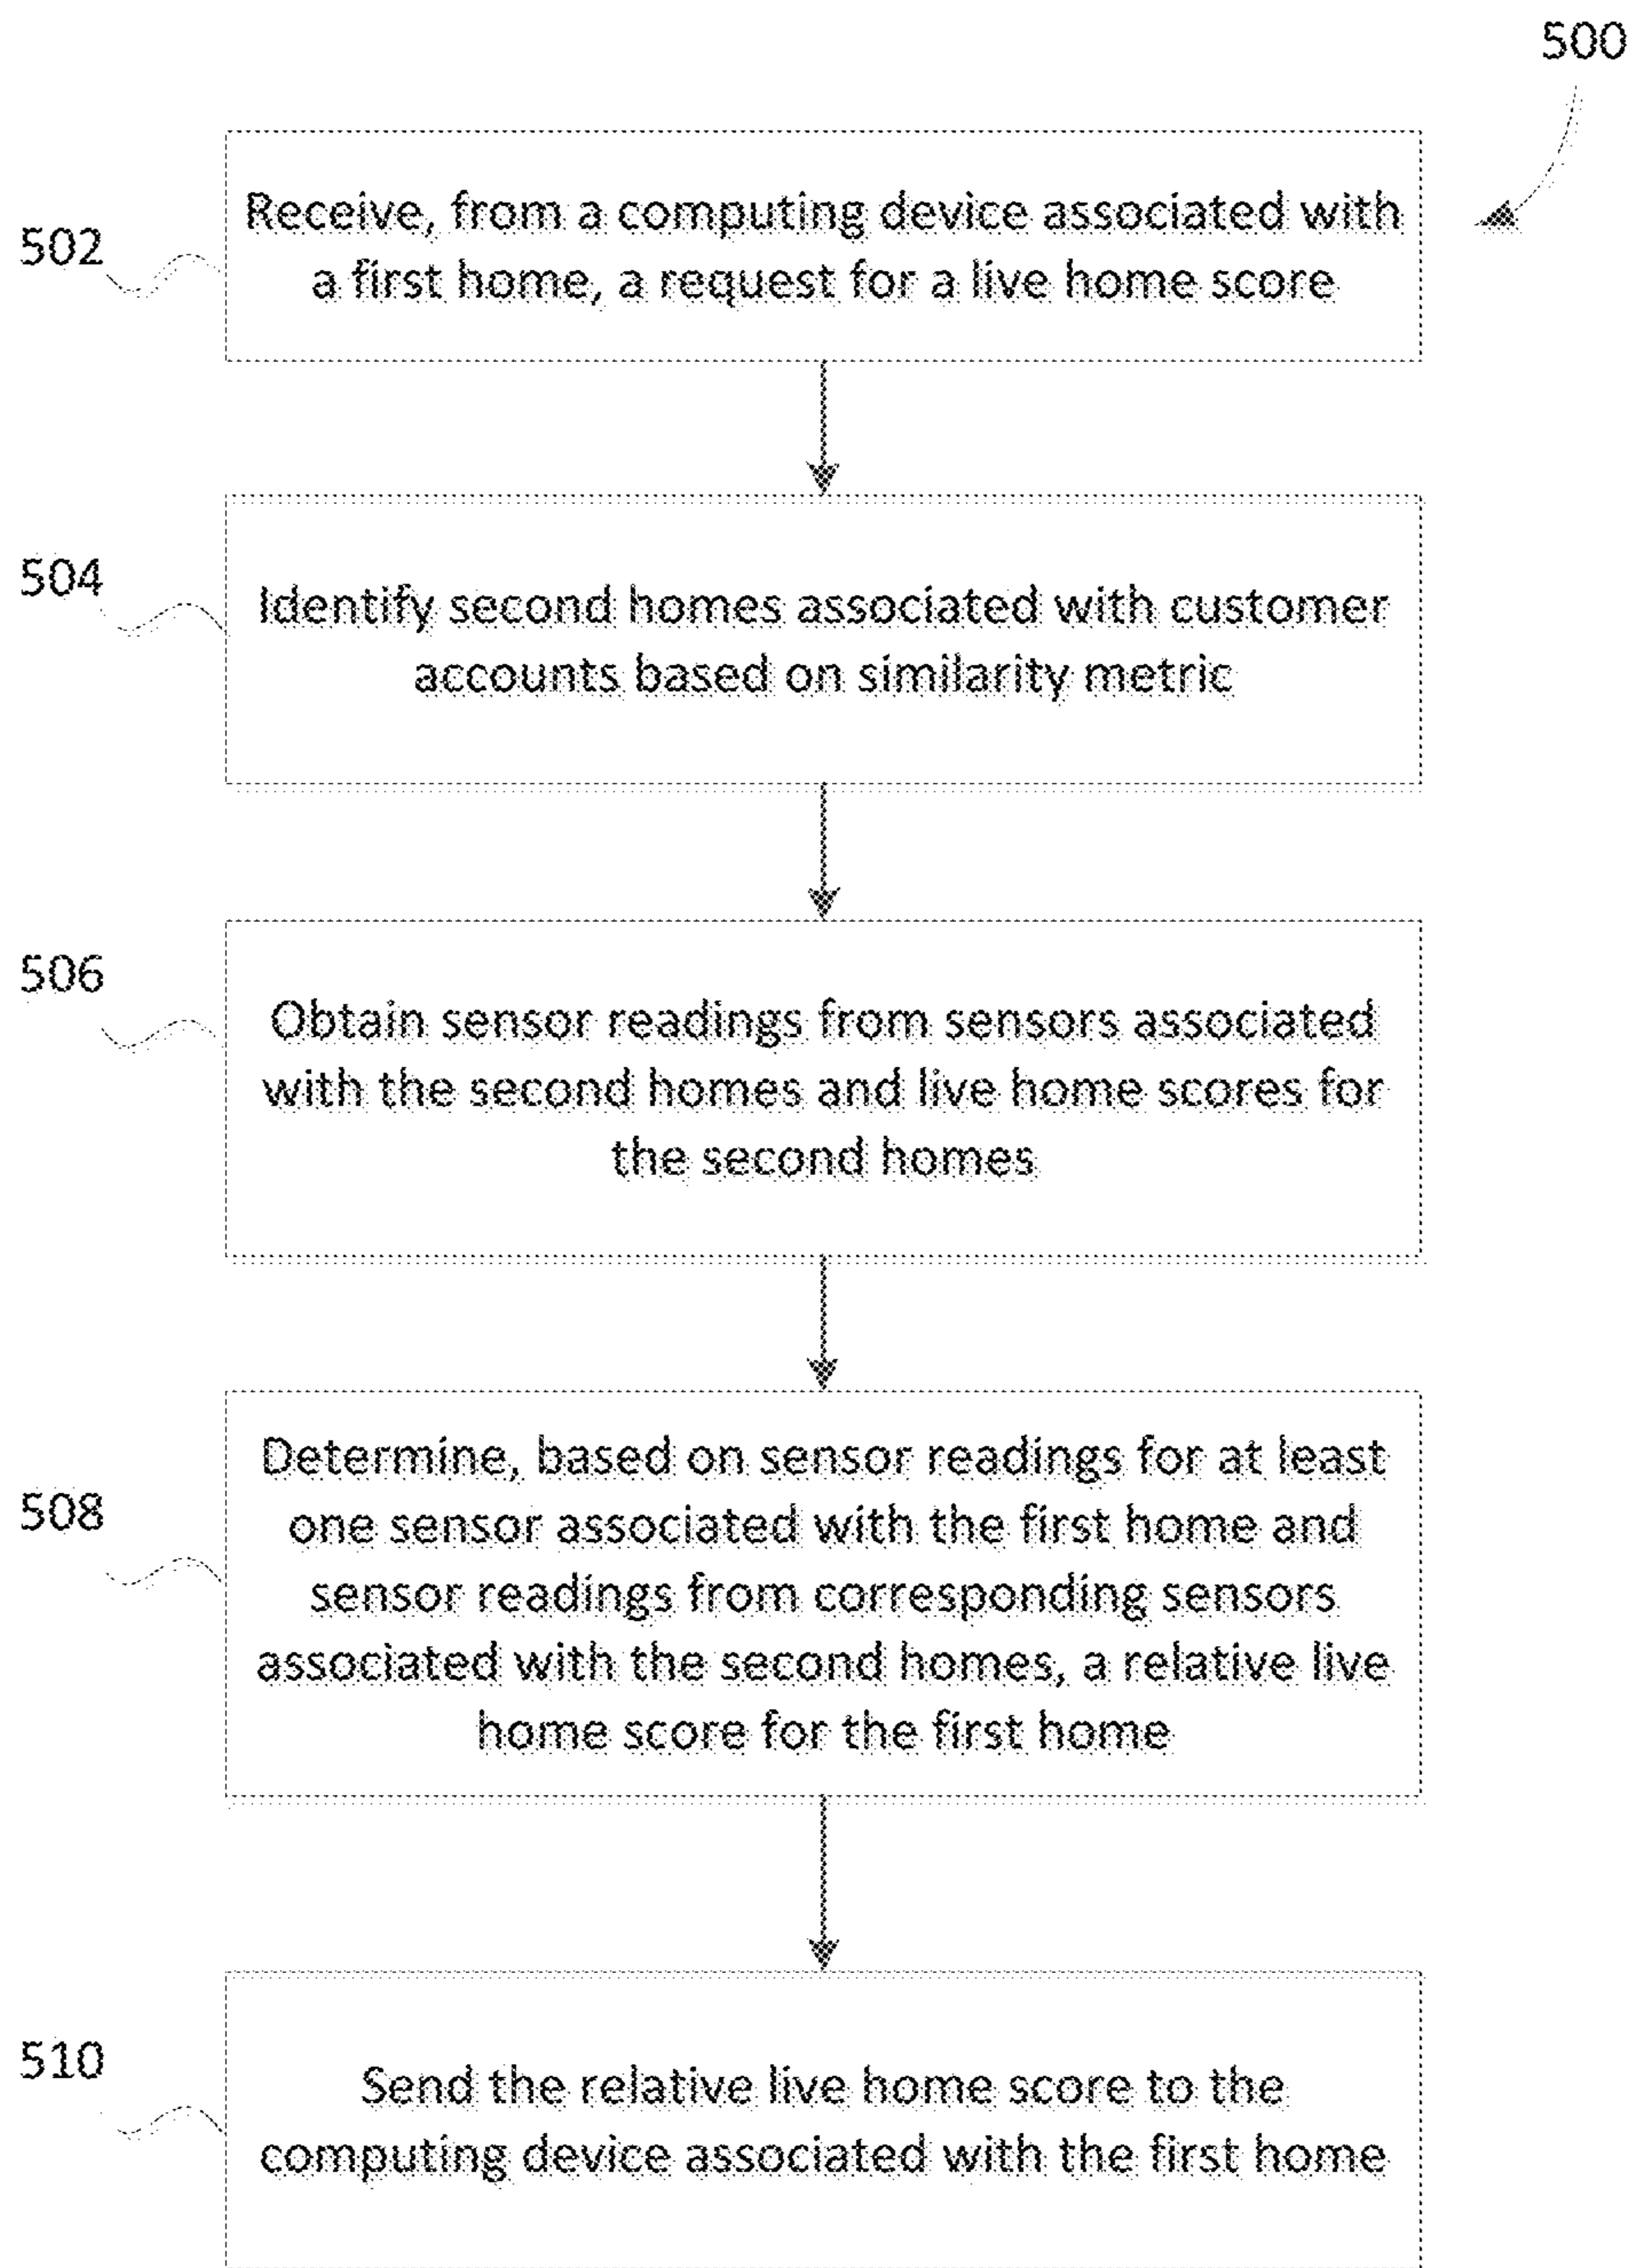 500
502
Receive, from a computing device associated with
a first home, a request for a live home score
504
Identify second homes associated with customer
accounts based on similarity metric
506
Obtain sensor readings from sensors associated
with the second homes and live home scores for
the second homes
508
Determine, based on sensor readings for at least
one sensor associated with the first home and
sensor readings from corresponding sensors
associated with the second homes, a relative live
home score for the first home
510
Send the relative live home score to the
computing device associated with the first home